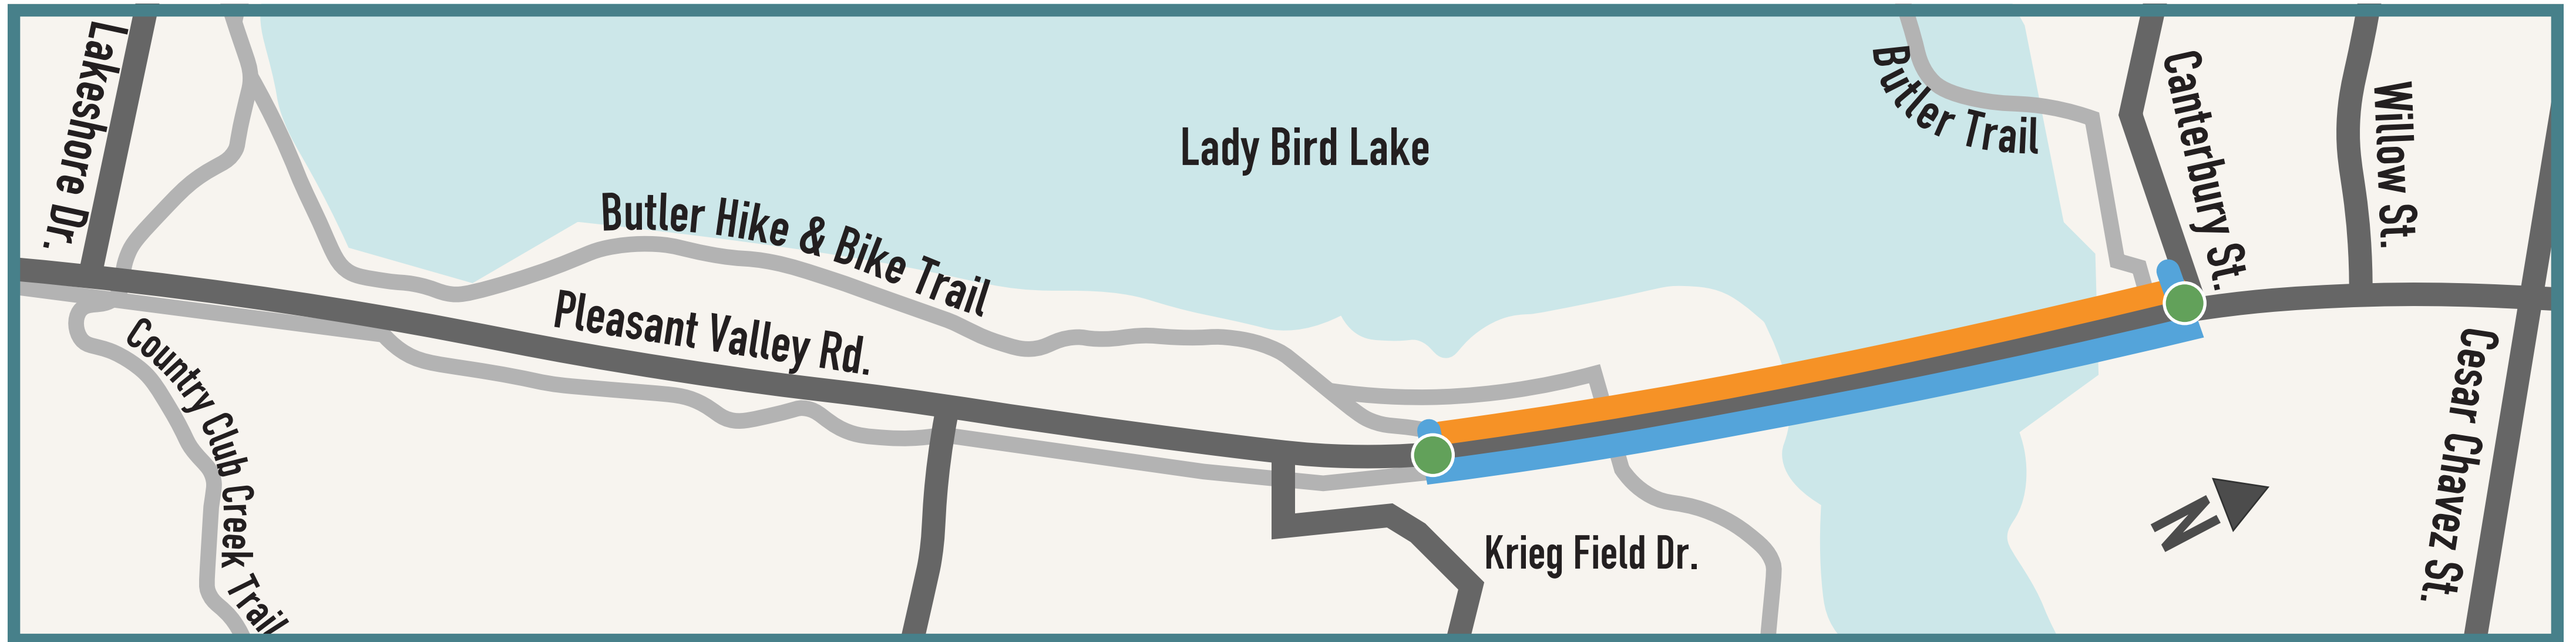 Lakeshore Dr.
Butler Trail
Canterbury St.
Willow St.
Lady Bird Lake
Butler Hike & Bike Trail
Pleasant Valley Rd.
Country Club Creek Trail
Krieg Field Dr.
Cesar Chavez St.
N